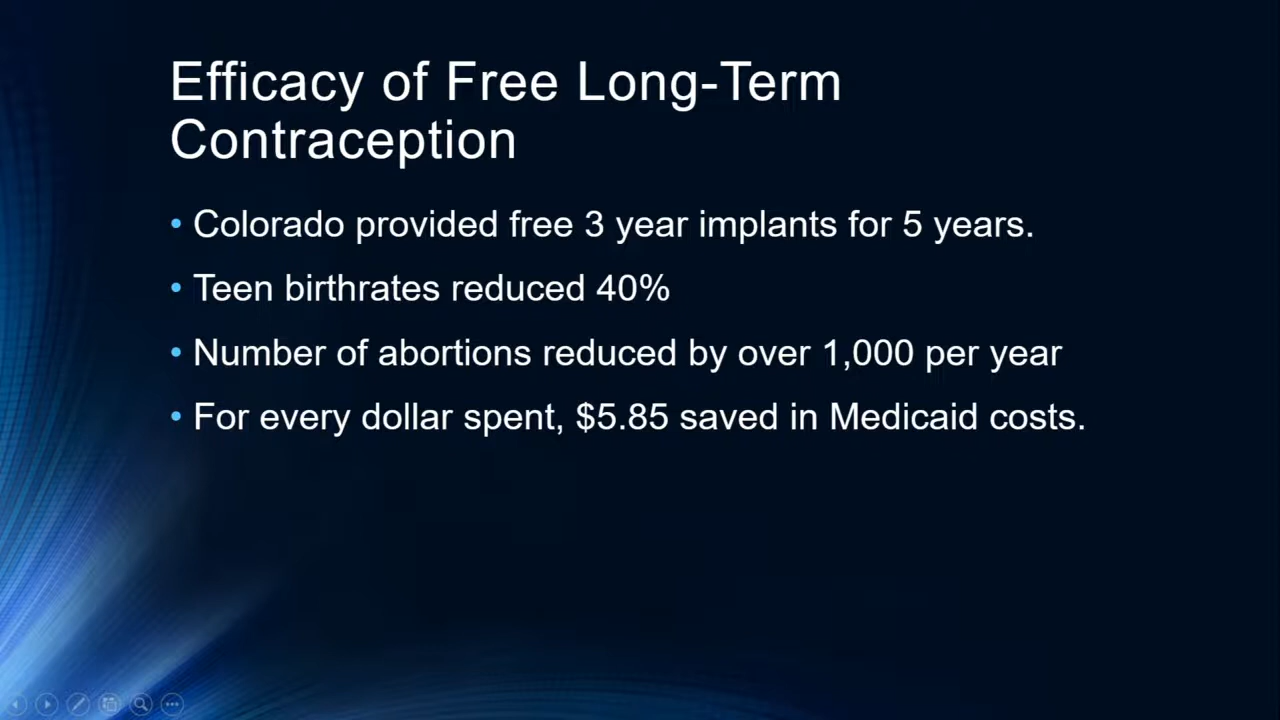 Efficacy of Free Long-Term
Contraception
• Colorado provided free 3 year implants for 5 years.
• Teen birthrates reduced 40%
• Number of abortions reduced by over 1,000 per year
• For every dollar spent, $5.85 saved in Medicaid costs.